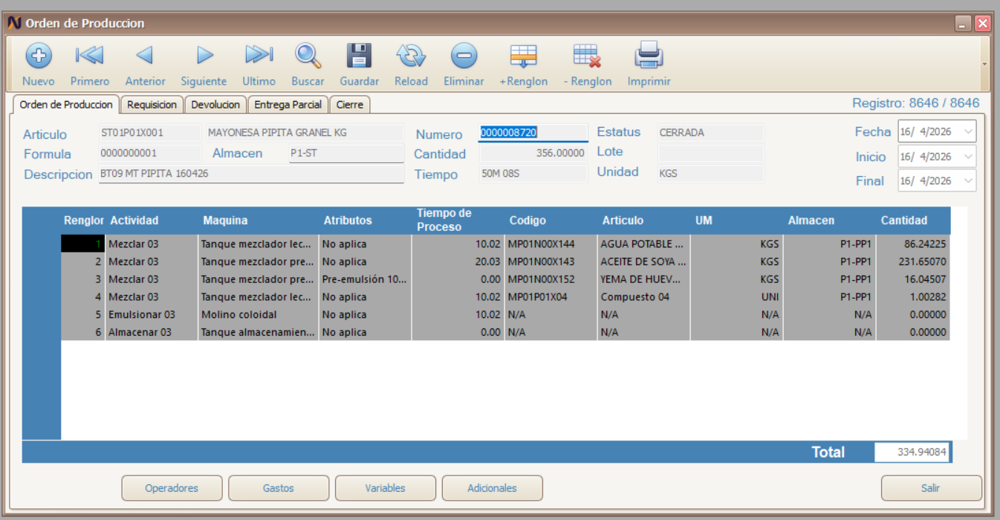 Orden de Produccion
Nuevo Primero Anterior Siguiente Ultimo Buscar Guardar Reload Eliminar +Renglon - Renglon Imprimir
Orden de Produccion Requisicion Devolucion Entrega Parcial Cierre Registro: 8646 / 8646
Articulo ST01P01X001 MAYONESA PIPITA GRANEL KG Numero 0000008720 Estatus CERRADA Fecha 16/ 4/2026
Formula 0000000001 Almacen P1-ST Cantidad 356.00000 Lote Inicio 16/ 4/2026
Descripcion BT09 MT PIPITA 160426 Tiempo 50M 08S Unidad KGS Final 16/ 4/2026
Renglor Actividad Maquina Atributos Tiempo de Proceso Codigo Articulo UM Almacen Cantidad
1 Mezclar 03 Tanque mezclador lec... No aplica 10.02 MP01N00X144 AGUA POTABLE ... KGS P1-PP1 86.24225
2 Mezclar 03 Tanque mezclador pre... No aplica 20.03 MP01N00X143 ACEITE DE SOYA ... KGS P1-PP1 231.65070
3 Mezclar 03 Tanque mezclador pre... Pre-emulsión 10... 0.00 MP01N00X152 YEMA DE HUEV... KGS P1-PP1 16.04507
4 Mezclar 03 Tanque mezclador lec... No aplica 10.02 MP01P01X04 Compuesto 04 UNI P1-PP1 1.00282
5 Emulsionar 03 Molino coloidal No aplica 10.02 N/A N/A N/A N/A 0.00000
6 Almacenar 03 Tanque almacenamien... No aplica 0.00 N/A N/A N/A N/A 0.00000
Total 334.94084
Operadores Gastos Variables Adicionales Salir